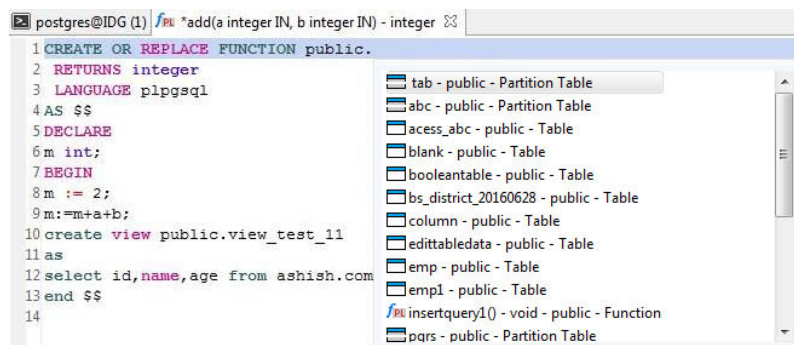 postgres@IDG (1) PL *add(a integer IN, b integer IN) - integer
1 CREATE OR REPLACE FUNCTION public.
2 RETURNS integer
3 LANGUAGE plpgsql
4 AS $$
5 DECLARE
6 m int;
7 BEGIN
8 m := 2;
9 m:=m+a+b;
10 create view public.view_test_11
11 as
12 select id,name,age from ashish.com
13 end $$
14
tab - public - Partition Table
abc - public - Partition Table
acess_abc - public - Table
blank - public - Table
booleantable - public - Table
bs_district_20160628 - public - Table
column - public - Table
edittabledata - public - Table
emp - public - Table
emp1 - public - Table
PL insertquery1() - void - public - Function
pqrs - public - Partition Table